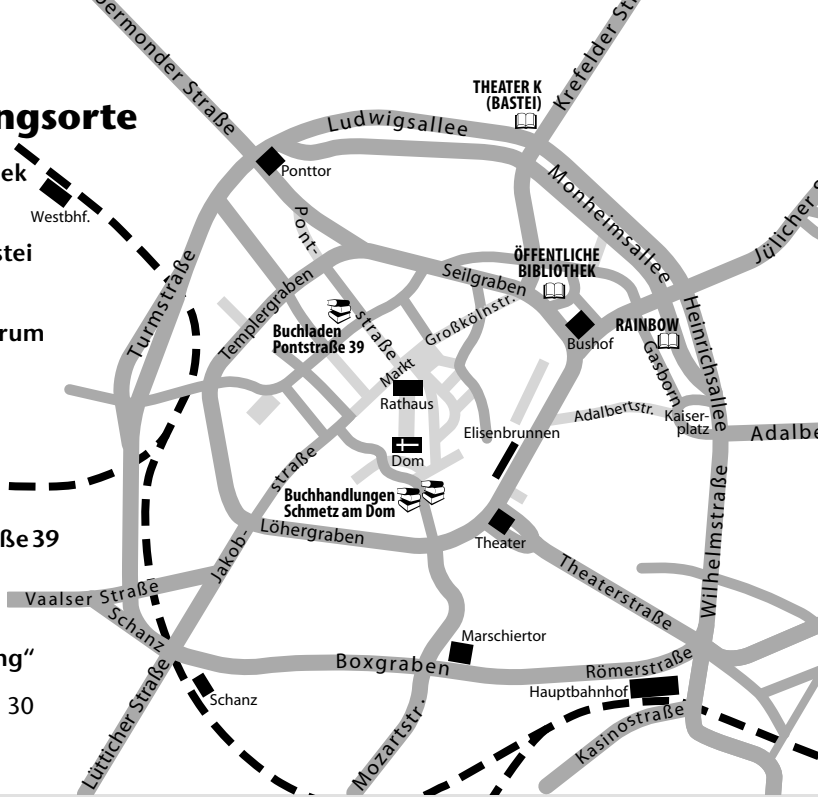 ermonder Straße
Krefelder St
THEATER K
(BASTEI)
ngsorte
Ludwigsallee
ek
Ponttor
Monheimsallee
Westbhf.
Jülicher S
Pont-
straße
stei
ÖFFENTLICHE
BIBLIOTHEK
Seilgraben
Turmstraße
Templergraben
Großkölnstr.
Heinrichsallee
rum
Buchladen
Pontstraße 39
RAINBOW
Bushof
Gasborn
Markt
Rathaus
Adalbertstr.
Kaiser-
platz
Elisenbrunnen
Adalbe
Dom
Jakob-
straße
Buchhandlungen
Schmetz am Dom
Löhergraben
Theater
ße 39
Wilhelmstraße
Theaterstraße
Vaalser Straße
Schanz
Marschiertor
ng“
Boxgraben
Römerstraße
Hauptbahnhof
Schanz
30
Lütticher Straße
Mozartstr.
Kasinostraße